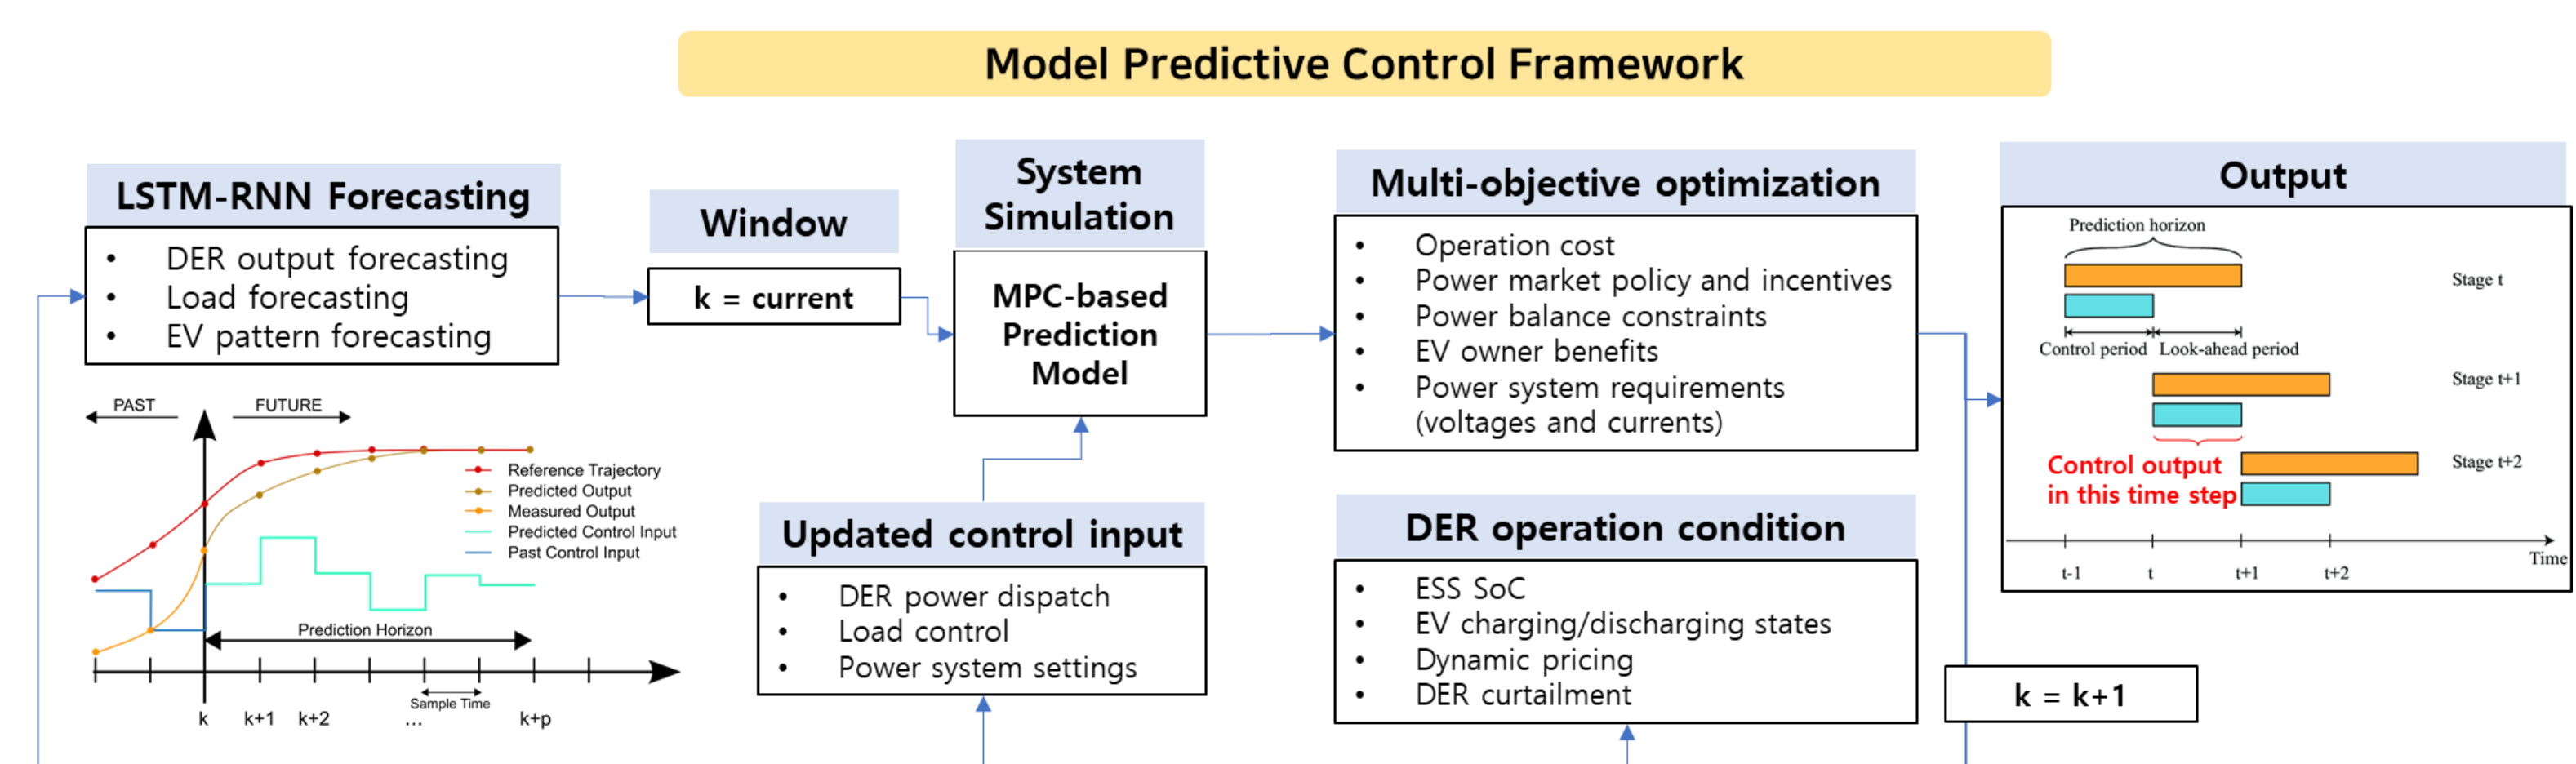 Model Predictive Control Framework
LSTM-RNN Forecasting
• DER output forecasting
• Load forecasting
• EV pattern forecasting
PAST
FUTURE
Reference Trajectory
Predicted Output
Measured Output
Predicted Control Input
Past Control Input
Prediction Horizon
Sample Time
k
k+1
k+2
...
k+p
Window
k = current
System
Simulation
MPC-based
Prediction
Model
Updated control input
• DER power dispatch
• Load control
• Power system settings
Multi-objective optimization
• Operation cost
• Power market policy and incentives
• Power balance constraints
• EV owner benefits
• Power system requirements
(voltages and currents)
DER operation condition
• ESS SoC
• EV charging/discharging states
• Dynamic pricing
• DER curtailment
k = k+1
Output
Prediction horizon
Stage t
Control period
Look-ahead period
Stage t+1
Control output
in this time step
Stage t+2
Time
t-1
t
t+1
t+2